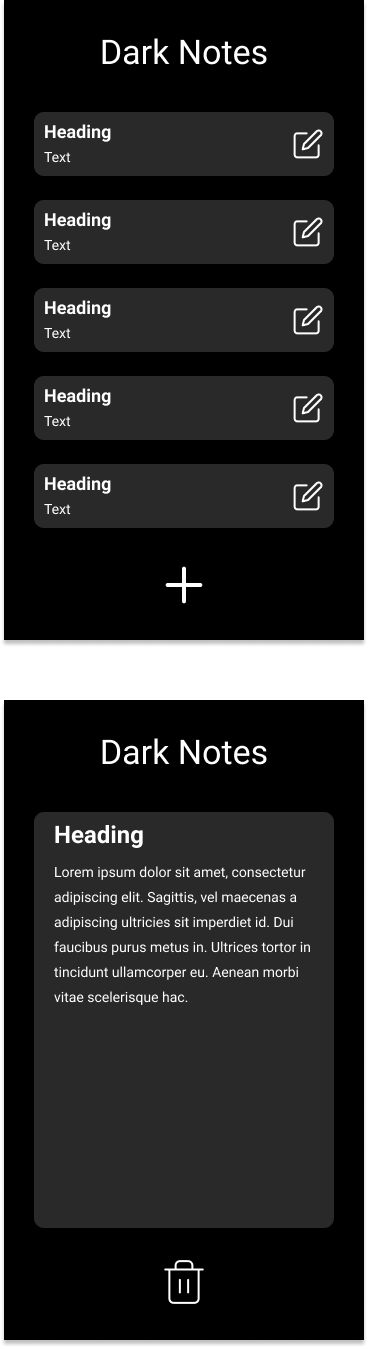 Dark Notes
Heading
Text
Heading
Text
Heading
Text
Heading
Text
Heading
Text
Dark Notes
Heading
Lorem ipsum dolor sit amet, consectetur
adipiscing elit. Sagittis, vel maecenas a
adipiscing ultricies sit imperdiet id. Dui
faucibus purus metus in. Ultrices tortor in
tincidunt ullamcorper eu. Aenean morbi
vitae scelerisque hac.